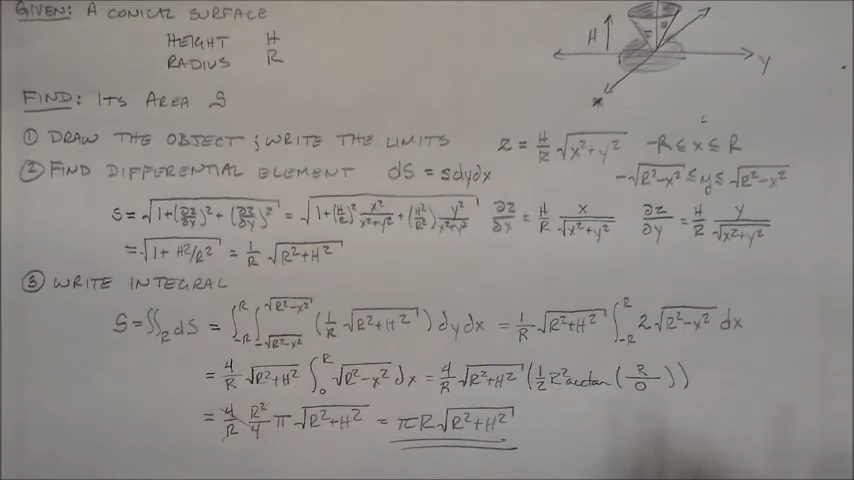 GIVEN: A CONICAL SURFACE
HEIGHT H
RADIUS R
H
Y
x
FIND: ITS AREA S
① DRAW THE OBJECT ; WRITE THE LIMITS z = H/R √(x²+y²) -R ≤ x ≤ R
② FIND DIFFERENTIAL ELEMENT dS = s dy dx -√(R²-x²) ≤ y ≤ √(R²-x²)
s = √(1+(∂z/∂x)²+(∂z/∂y)²) = √(1+(H/R)² x²/(x²+y²) + (H²/R²) y²/(x²+y²)) ∂z/∂x = H/R x/√(x²+y²) ∂z/∂y = H/R y/√(x²+y²)
= √(1+H²/R²) = 1/R √(R²+H²)
③ WRITE INTEGRAL
S = ∬_R dS = ∫_{-R}^{R} ∫_{-√(R²-x²)}^{√(R²-x²)} (1/R √(R²+H²)) dy dx = 1/R √(R²+H²) ∫_{-R}^{R} 2√(R²-x²) dx
= 4/R √(R²+H²) ∫_0^R √(R²-x²) dx = 4/R √(R²+H²) (1/2 R² arctan(R/0))
= 4/R R²/4 π √(R²+H²) = πR √(R²+H²)